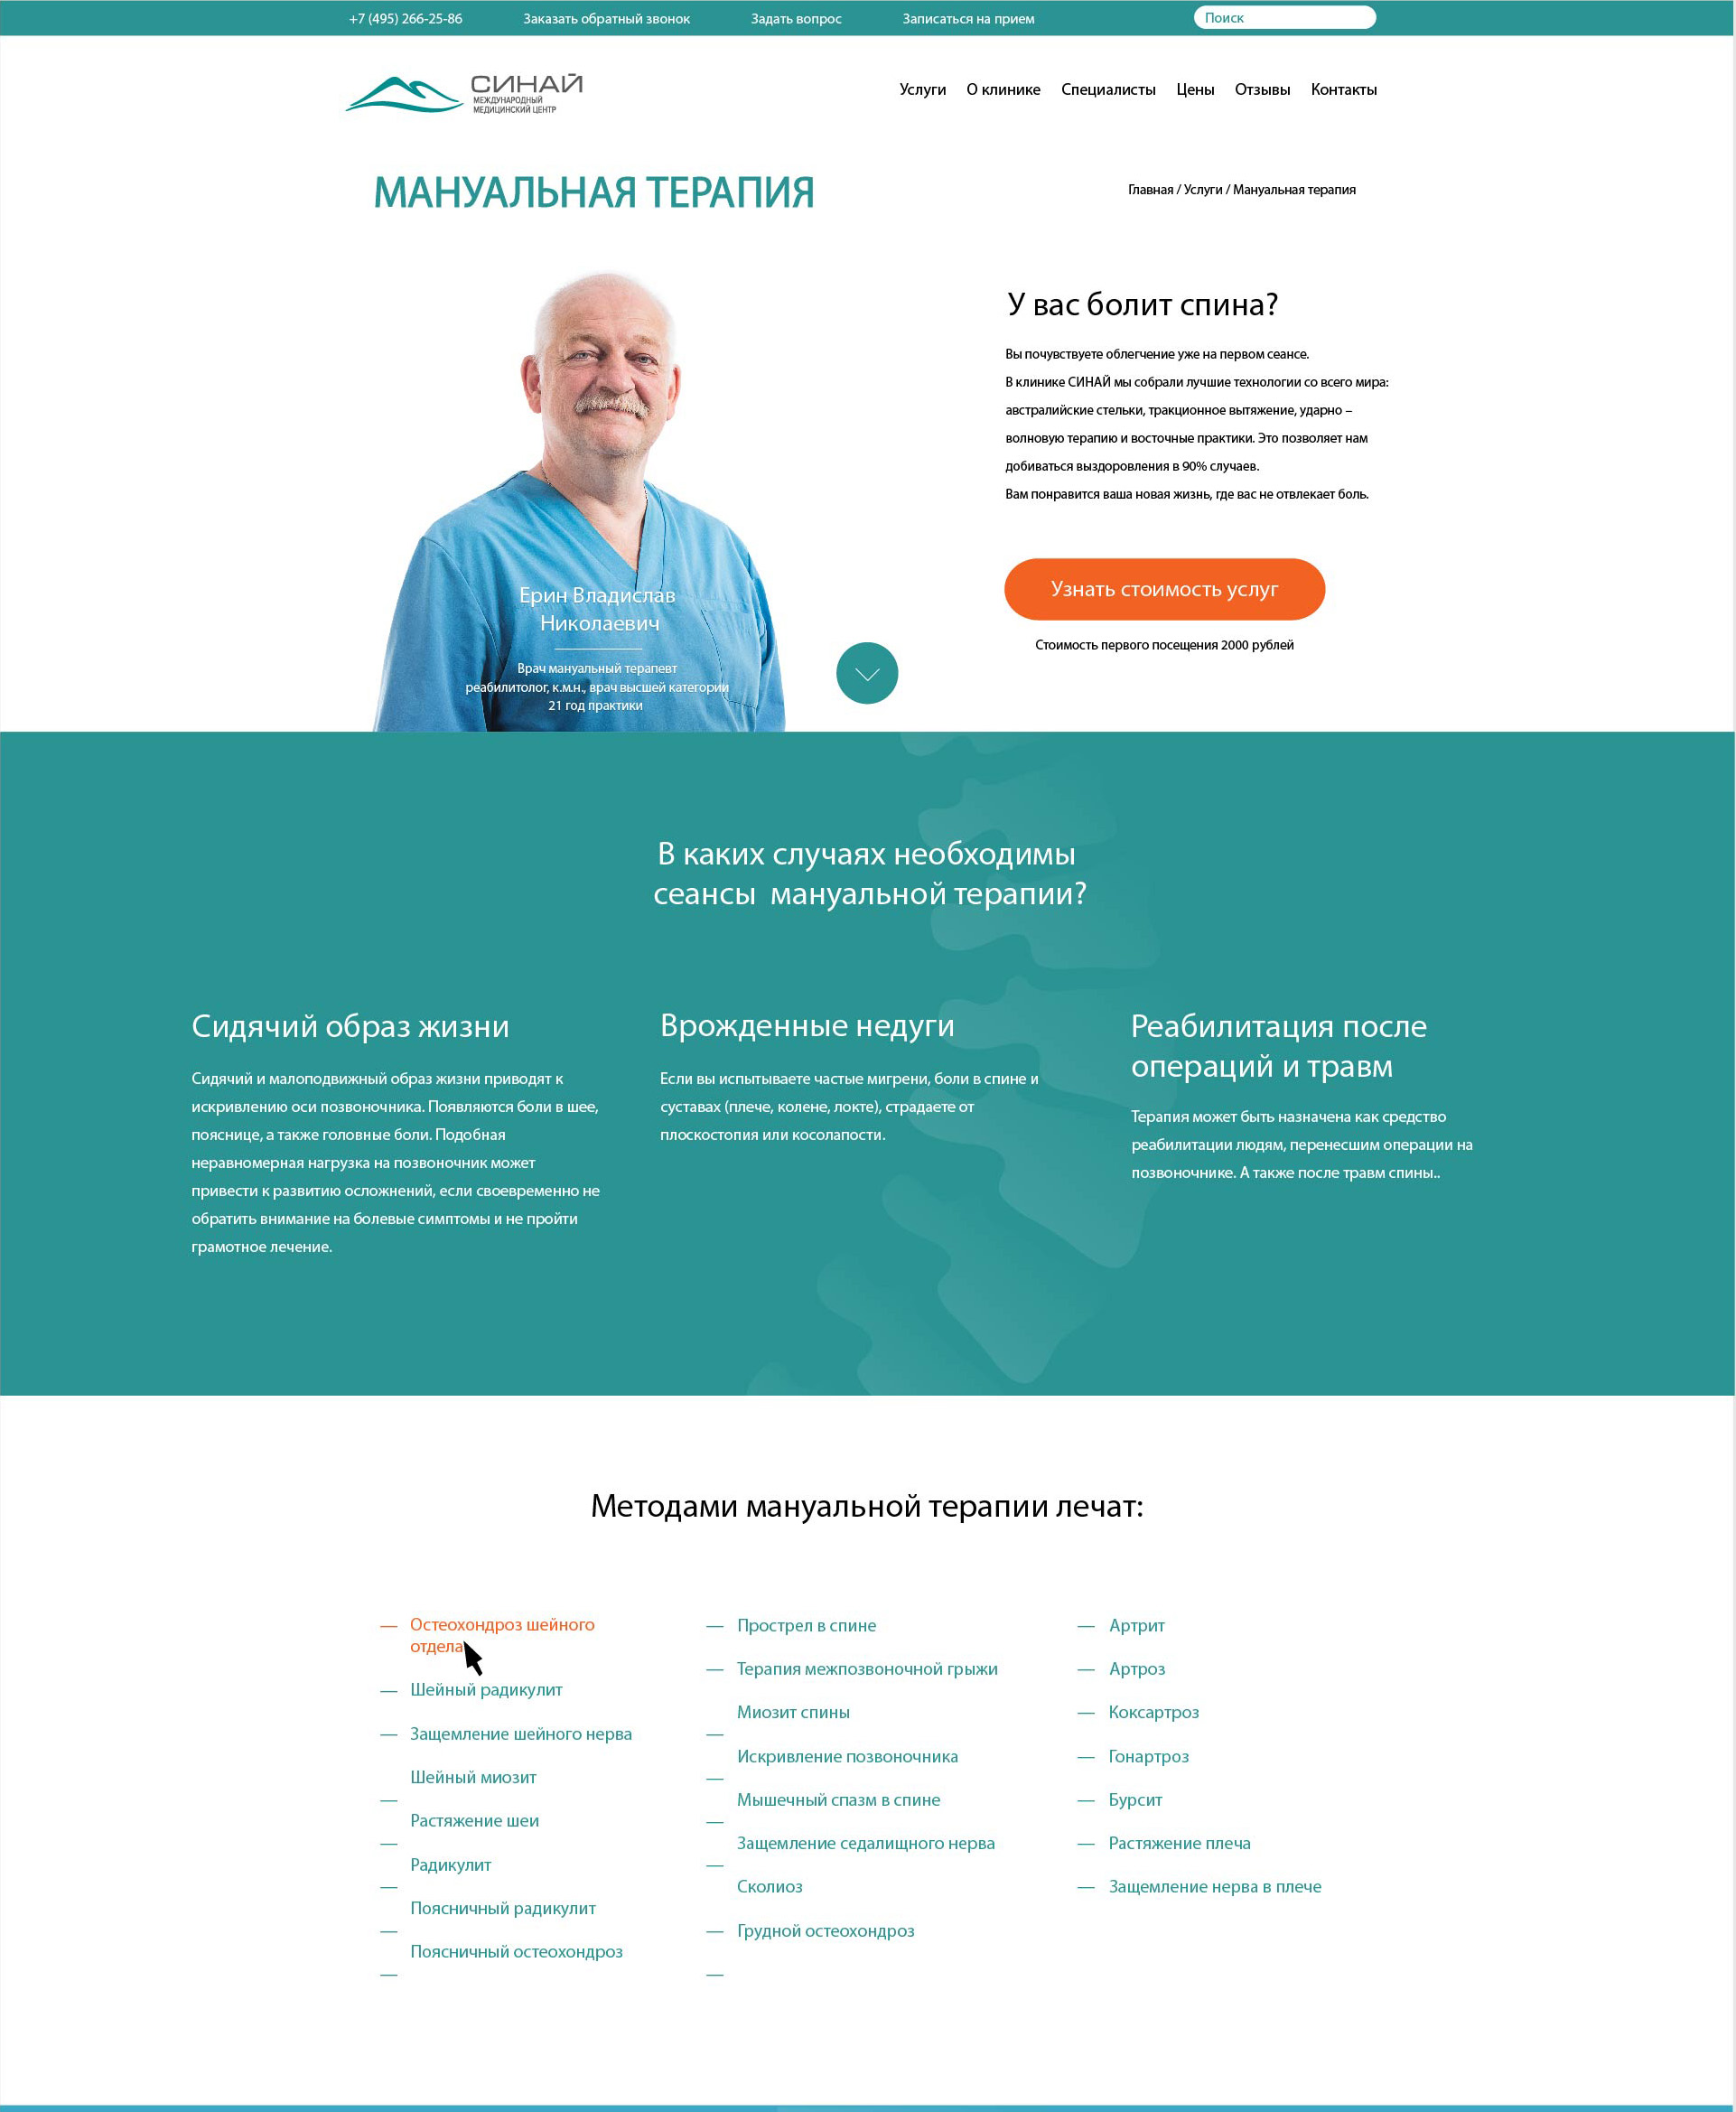 +7 (495) 266-25-86
Заказать обратный звонок
Задать вопрос
Записаться на прием
Поиск
СИНАЙ
МЕЖДУНАРОДНЫЙ
МЕДИЦИНСКИЙ ЦЕНТР
Услуги О клинике Специалисты Цены Отзывы Контакты
МАНУАЛЬНАЯ ТЕРАПИЯ
Главная / Услуги / Мануальная терапия
У вас болит спина?
Вы почувствуете облегчение уже на первом сеансе.
В клинике СИНАЙ мы собрали лучшие технологии со всего мира:
австралийские стельки, тракционное вытяжение, ударно –
волновую терапию и восточные практики. Это позволяет нам
добиваться выздоровления в 90% случаев.
Вам понравится ваша новая жизнь, где вас не отвлекает боль.
Узнать стоимость услуг
Стоимость первого посещения 2000 рублей
Ерин Владислав
Николаевич
Врач мануальный терапевт
реабилитолог, к.м.н., врач высшей категории
21 год практики
В каких случаях необходимы
сеансы мануальной терапии?
Сидячий образ жизни
Сидячий и малоподвижный образ жизни приводят к
искривлению оси позвоночника. Появляются боли в шее,
пояснице, а также головные боли. Подобная
неравномерная нагрузка на позвоночник может
привести к развитию осложнений, если своевременно не
обратить внимание на болевые симптомы и не пройти
грамотное лечение.
Врожденные недуги
Если вы испытываете частые мигрени, боли в спине и
суставах (плече, колене, локте), страдаете от
плоскостопия или косолапости.
Реабилитация после
операций и травм
Терапия может быть назначена как средство
реабилитации людям, перенесшим операции на
позвоночнике. А также после травм спины..
Методами мануальной терапии лечат:
— Остеохондроз шейного
отдела
— Шейный радикулит
— Защемление шейного нерва
— Шейный миозит
— Растяжение шеи
— Радикулит
— Поясничный радикулит
— Поясничный остеохондроз
— Прострел в спине
— Терапия межпозвоночной грыжи
— Миозит спины
— Искривление позвоночника
— Мышечный спазм в спине
— Защемление седалищного нерва
— Сколиоз
— Грудной остеохондроз
— Артрит
— Артроз
— Коксартроз
— Гонартроз
— Бурсит
— Растяжение плеча
— Защемление нерва в плече